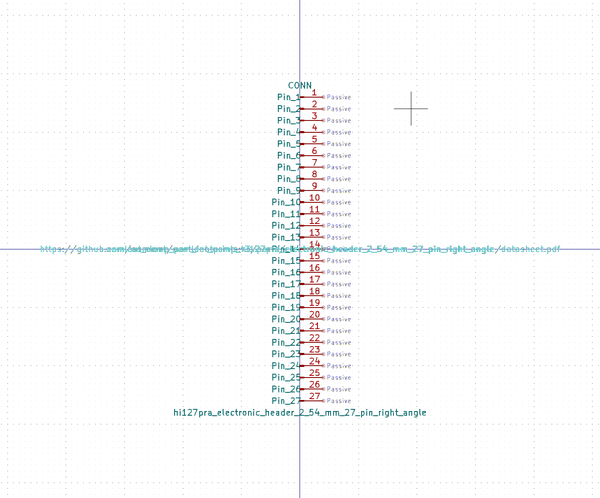 CONN
Pin_1 1 Passive
Pin_2 2 Passive
Pin_3 3 Passive
Pin_4 4 Passive
Pin_5 5 Passive
Pin_6 6 Passive
Pin_7 7 Passive
Pin_8 8 Passive
Pin_9 9 Passive
Pin_10 10 Passive
Pin_11 11 Passive
Pin_12 12 Passive
Pin_13 13 Passive
https://github.com/ header_2_54_mm_27_pin_right_angle/datasheet.pdf
14
Pin_15 15 Passive
Pin_16 16 Passive
Pin_17 17 Passive
Pin_18 18 Passive
Pin_19 19 Passive
Pin_20 20 Passive
Pin_21 21 Passive
Pin_22 22 Passive
Pin_23 23 Passive
Pin_24 24 Passive
Pin_25 25 Passive
Pin_26 26 Passive
Pin_27 27 Passive
hi127pra_electronic_header_2_54_mm_27_pin_right_angle